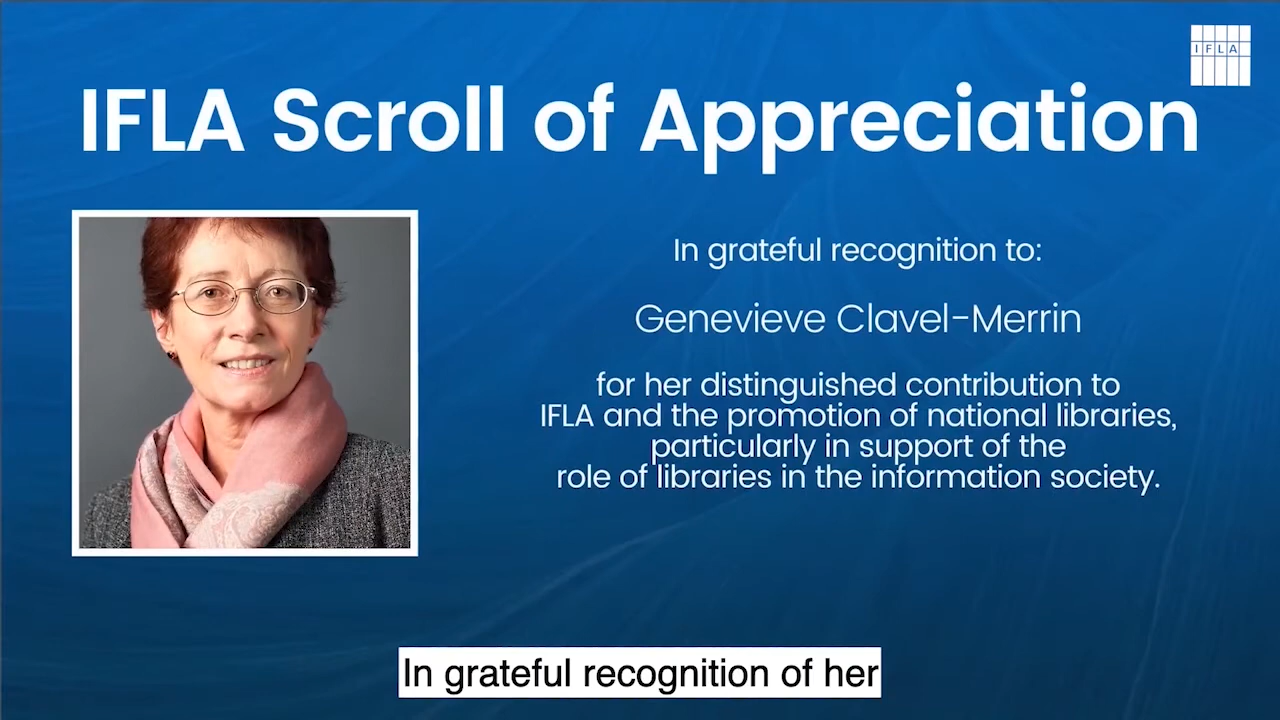 IFLA
IFLA Scroll of Appreciation
In grateful recognition to:
Genevieve Clavel-Merrin
for her distinguished contribution to
IFLA and the promotion of national libraries,
particularly in support of the
role of libraries in the information society.
In grateful recognition of her